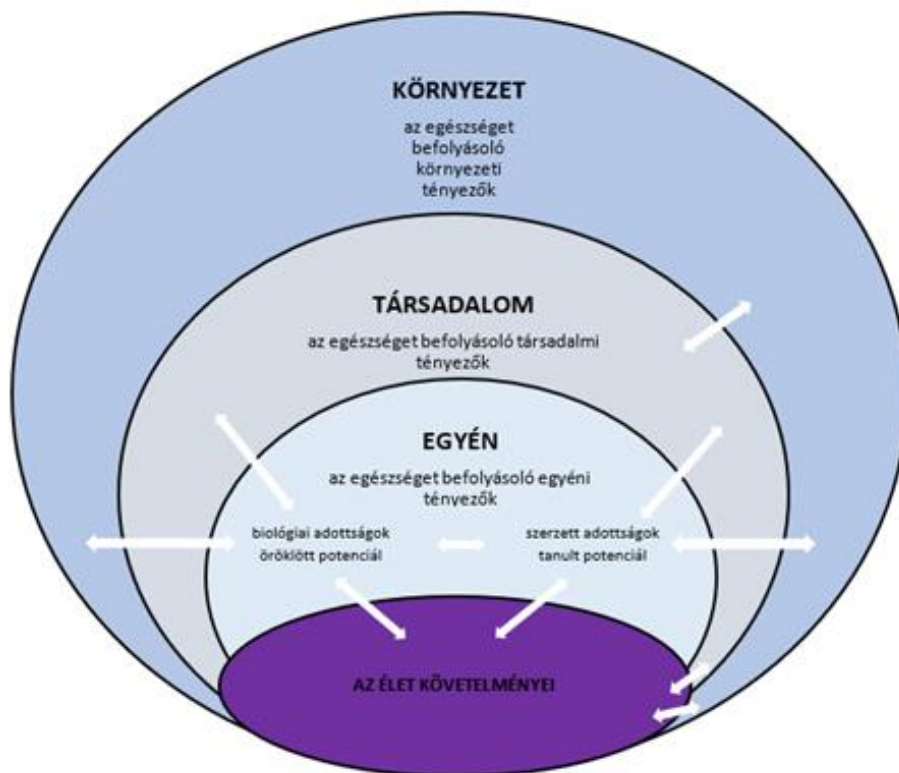 KÖRNYEZET
az egészséget
befolyásoló
környezeti
tényezők
TÁRSADALOM
az egészséget befolyásoló társadalmi
tényezők
EGYÉN
az egészséget befolyásoló egyéni
tényezők
biológiai adottságok
öröklött potenciál
szerzett adottságok
tanult potenciál
AZ ÉLET KÖVETELMÉNYEI